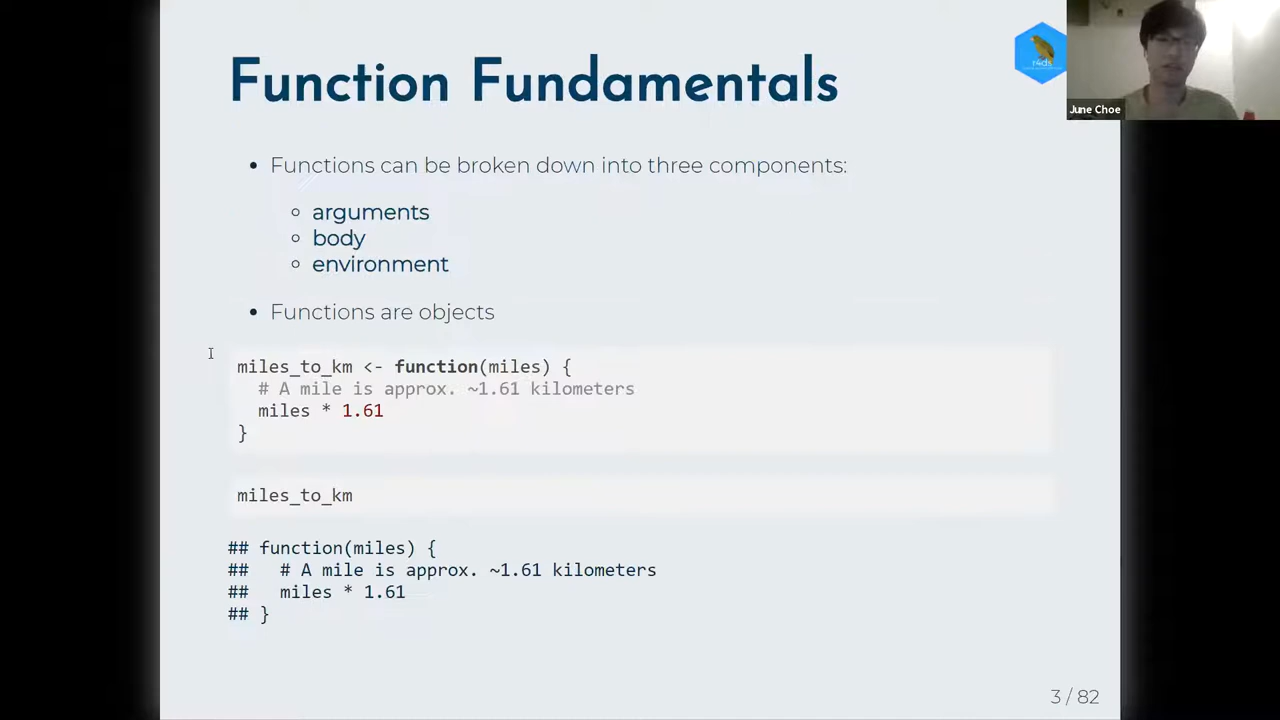 Function Fundamentals
r4ds
June Choe
Functions can be broken down into three components:
arguments
body
environment
Functions are objects
miles_to_km <- function(miles) {
  # A mile is approx. ~1.61 kilometers
  miles * 1.61
}
miles_to_km
## function(miles) {
##   # A mile is approx. ~1.61 kilometers
##   miles * 1.61
## }
3 / 82